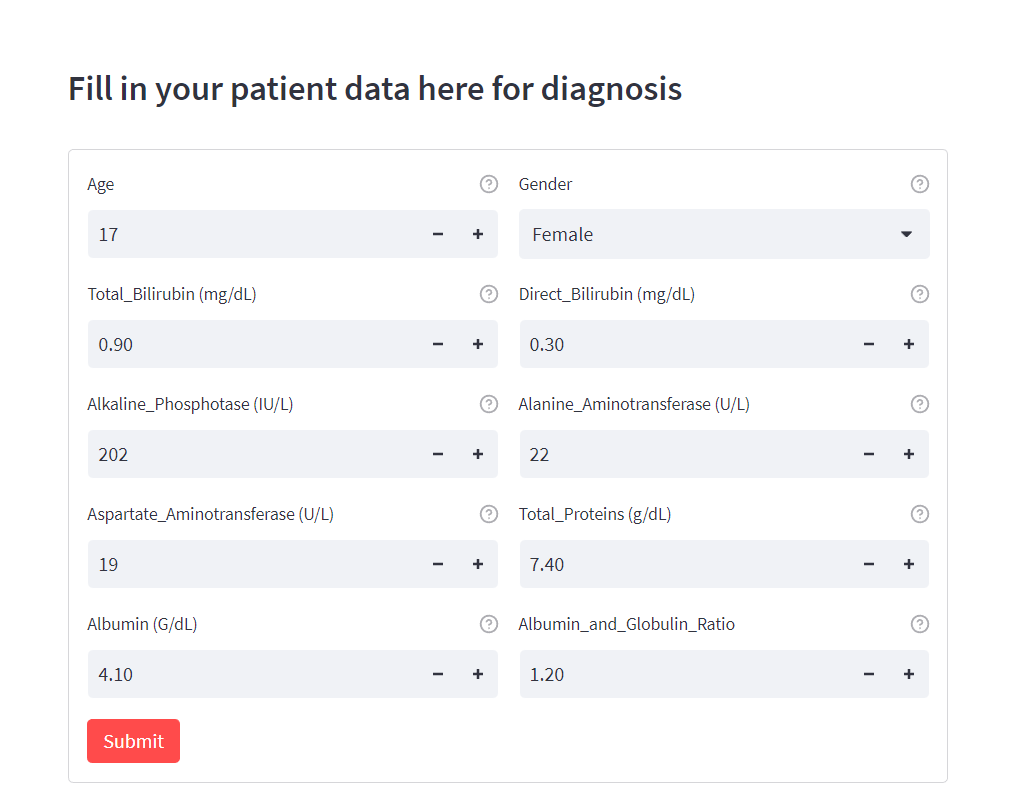 Fill in your patient data here for diagnosis
Age
Gender
17
Female
Total_Bilirubin (mg/dL)
Direct_Bilirubin (mg/dL)
0.90
0.30
Alkaline_Phosphotase (IU/L)
Alanine_Aminotransferase (U/L)
202
22
Aspartate_Aminotransferase (U/L)
Total_Proteins (g/dL)
19
7.40
Albumin (G/dL)
Albumin_and_Globulin_Ratio
4.10
1.20
Submit